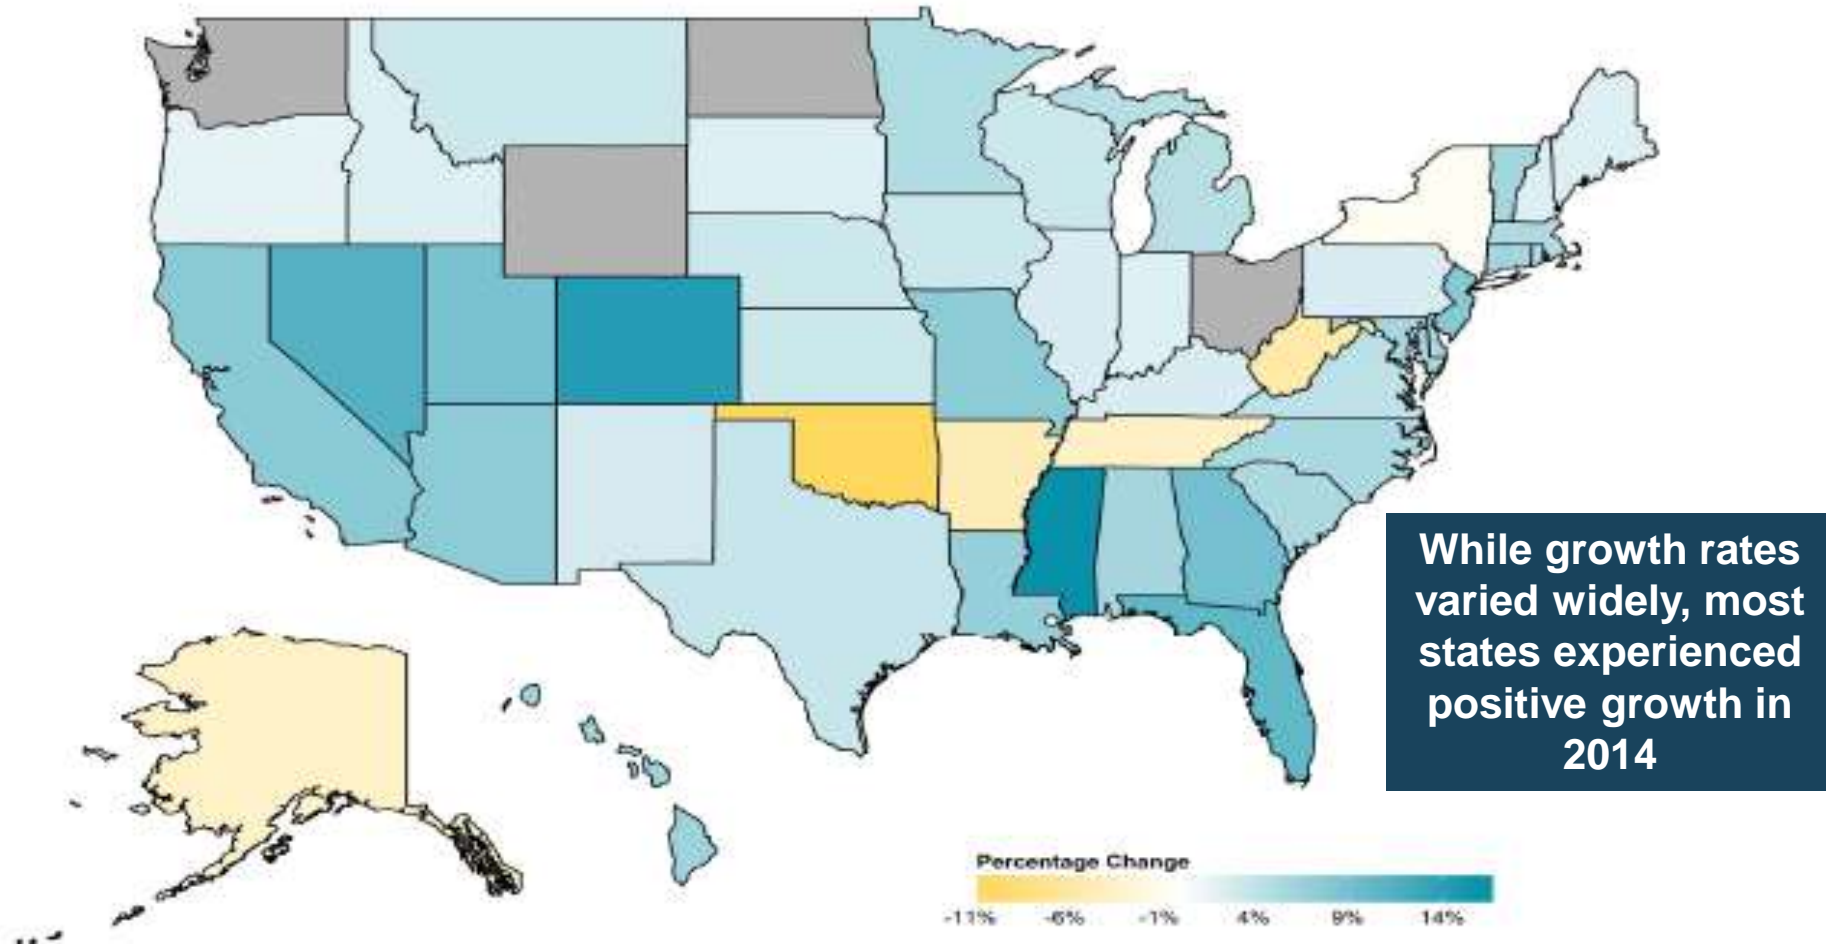 While growth rates
varied widely, most
states experienced
positive growth in
2014
Percentage Change
-11% -6% -1% 4% 9% 14%